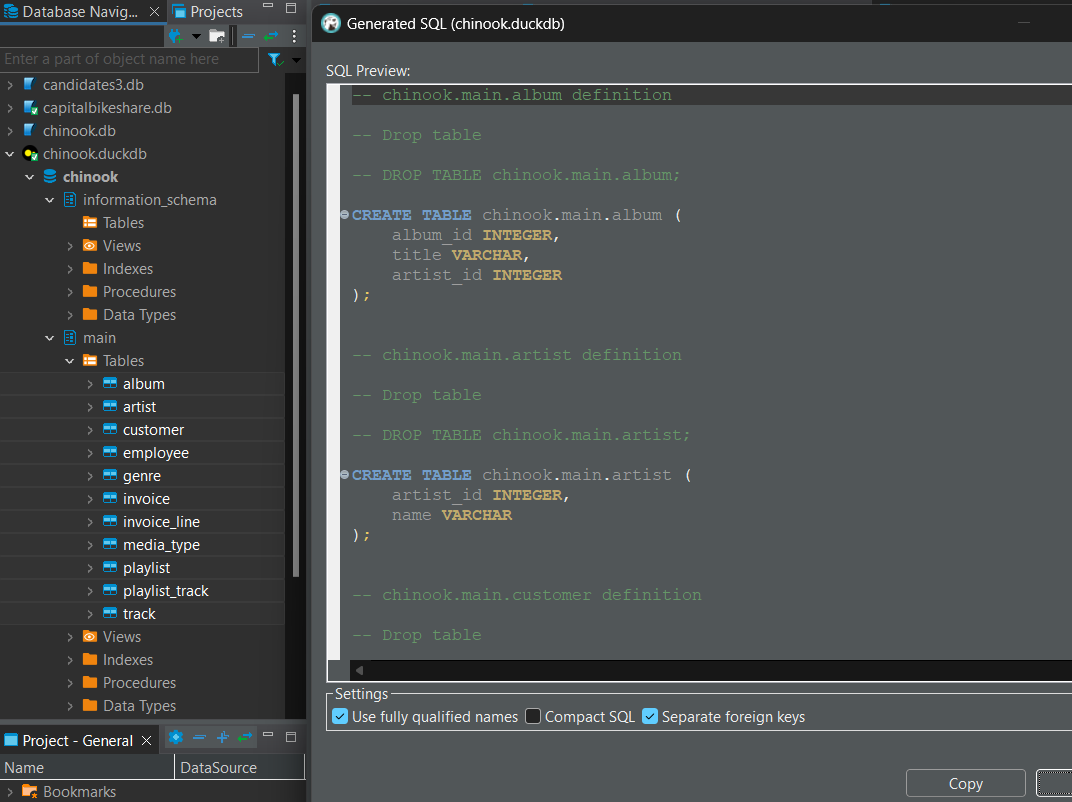 Database Navig...
Projects
Enter a part of object name here
candidates3.db
capitalbikeshare.db
chinook.db
chinook.duckdb
chinook
information_schema
Tables
Views
Indexes
Procedures
Data Types
main
Tables
album
artist
customer
employee
genre
invoice
invoice_line
media_type
playlist
playlist_track
track
Views
Indexes
Procedures
Data Types
Project - General
Name
DataSource
Bookmarks
Generated SQL (chinook.duckdb)
SQL Preview:
-- chinook.main.album definition
-- Drop table
-- DROP TABLE chinook.main.album;
CREATE TABLE chinook.main.album (
album_id INTEGER,
title VARCHAR,
artist_id INTEGER
);
-- chinook.main.artist definition
-- Drop table
-- DROP TABLE chinook.main.artist;
CREATE TABLE chinook.main.artist (
artist_id INTEGER,
name VARCHAR
);
-- chinook.main.customer definition
-- Drop table
Settings
Use fully qualified names
Compact SQL
Separate foreign keys
Copy